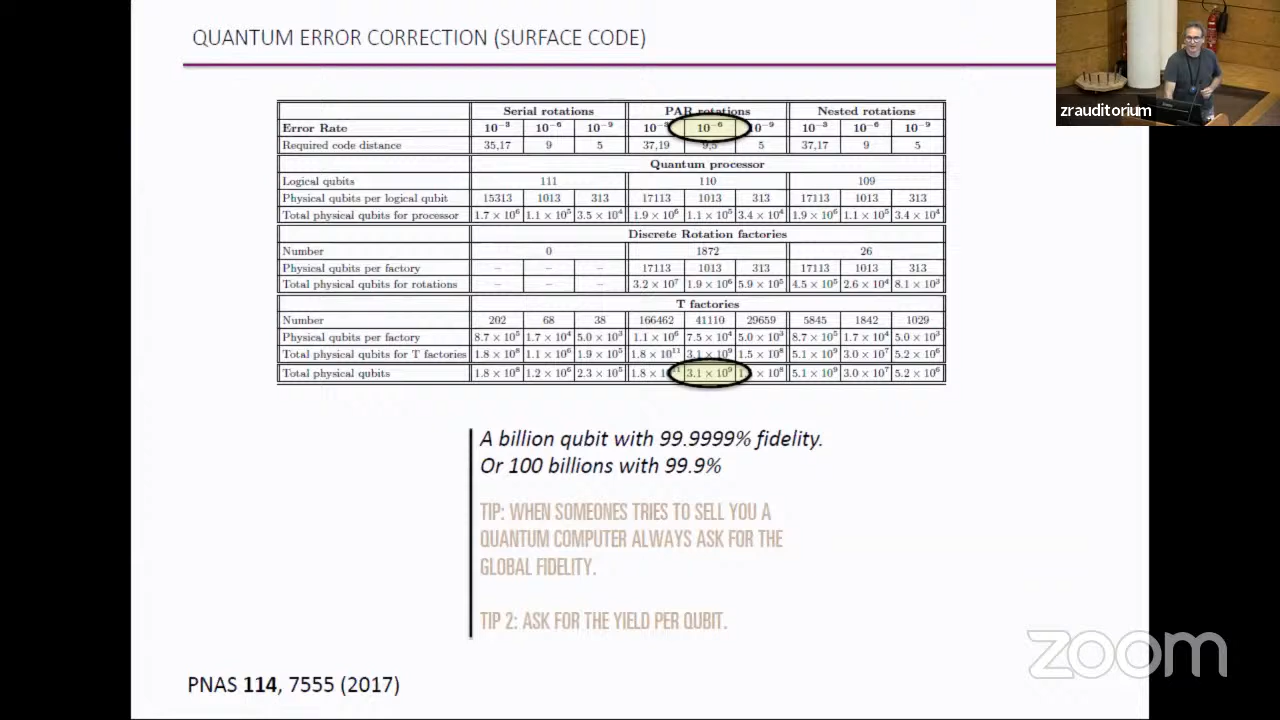 QUANTUM ERROR CORRECTION (SURFACE CODE)
zrauditorium
Serial rotations PAR rotations Nested rotations
Error Rate 10⁻³ 10⁻⁶ 10⁻⁹ 10⁻³ 10⁻⁶ 10⁻⁹ 10⁻³ 10⁻⁶ 10⁻⁹
Required code distance 35,17 9 5 37,19 9,5 5 37,17 9 5
Quantum processor
Logical qubits 111 110 109
Physical qubits per logical qubit 15313 1013 313 17113 1013 313 17113 1013 313
Total physical qubits for processor 1.7 × 10⁶ 1.1 × 10⁵ 3.5 × 10⁴ 1.9 × 10⁶ 1.1 × 10⁵ 3.4 × 10⁴ 1.9 × 10⁶ 1.1 × 10⁵ 3.4 × 10⁴
Discrete Rotation factories
Number 0 1872 26
Physical qubits per factory – – – 17113 1013 313 17113 1013 313
Total physical qubits for rotations – – – 3.2 × 10⁷ 1.9 × 10⁶ 5.9 × 10⁵ 4.5 × 10⁵ 2.6 × 10⁴ 8.1 × 10³
T factories
Number 202 68 38 166462 41110 29659 5845 1842 1029
Physical qubits per factory 8.7 × 10⁵ 1.7 × 10⁴ 5.0 × 10³ 1.1 × 10⁶ 7.5 × 10⁴ 5.0 × 10³ 8.7 × 10⁵ 1.7 × 10⁴ 5.0 × 10³
Total physical qubits for T factories 1.8 × 10⁸ 1.1 × 10⁶ 1.9 × 10⁵ 1.8 × 10¹¹ 3.1 × 10⁹ 1.5 × 10⁸ 5.1 × 10⁹ 3.0 × 10⁷ 5.2 × 10⁶
Total physical qubits 1.8 × 10⁸ 1.2 × 10⁶ 2.3 × 10⁵ 1.8 × 10¹¹ 3.1 × 10⁹ × 10⁸ 5.1 × 10⁹ 3.0 × 10⁷ 5.2 × 10⁶
A billion qubit with 99.9999% fidelity.
Or 100 billions with 99.9%
TIP: WHEN SOMEONES TRIES TO SELL YOU A
QUANTUM COMPUTER ALWAYS ASK FOR THE
GLOBAL FIDELITY.
TIP 2: ASK FOR THE YIELD PER QUBIT.
zoom
PNAS 114, 7555 (2017)